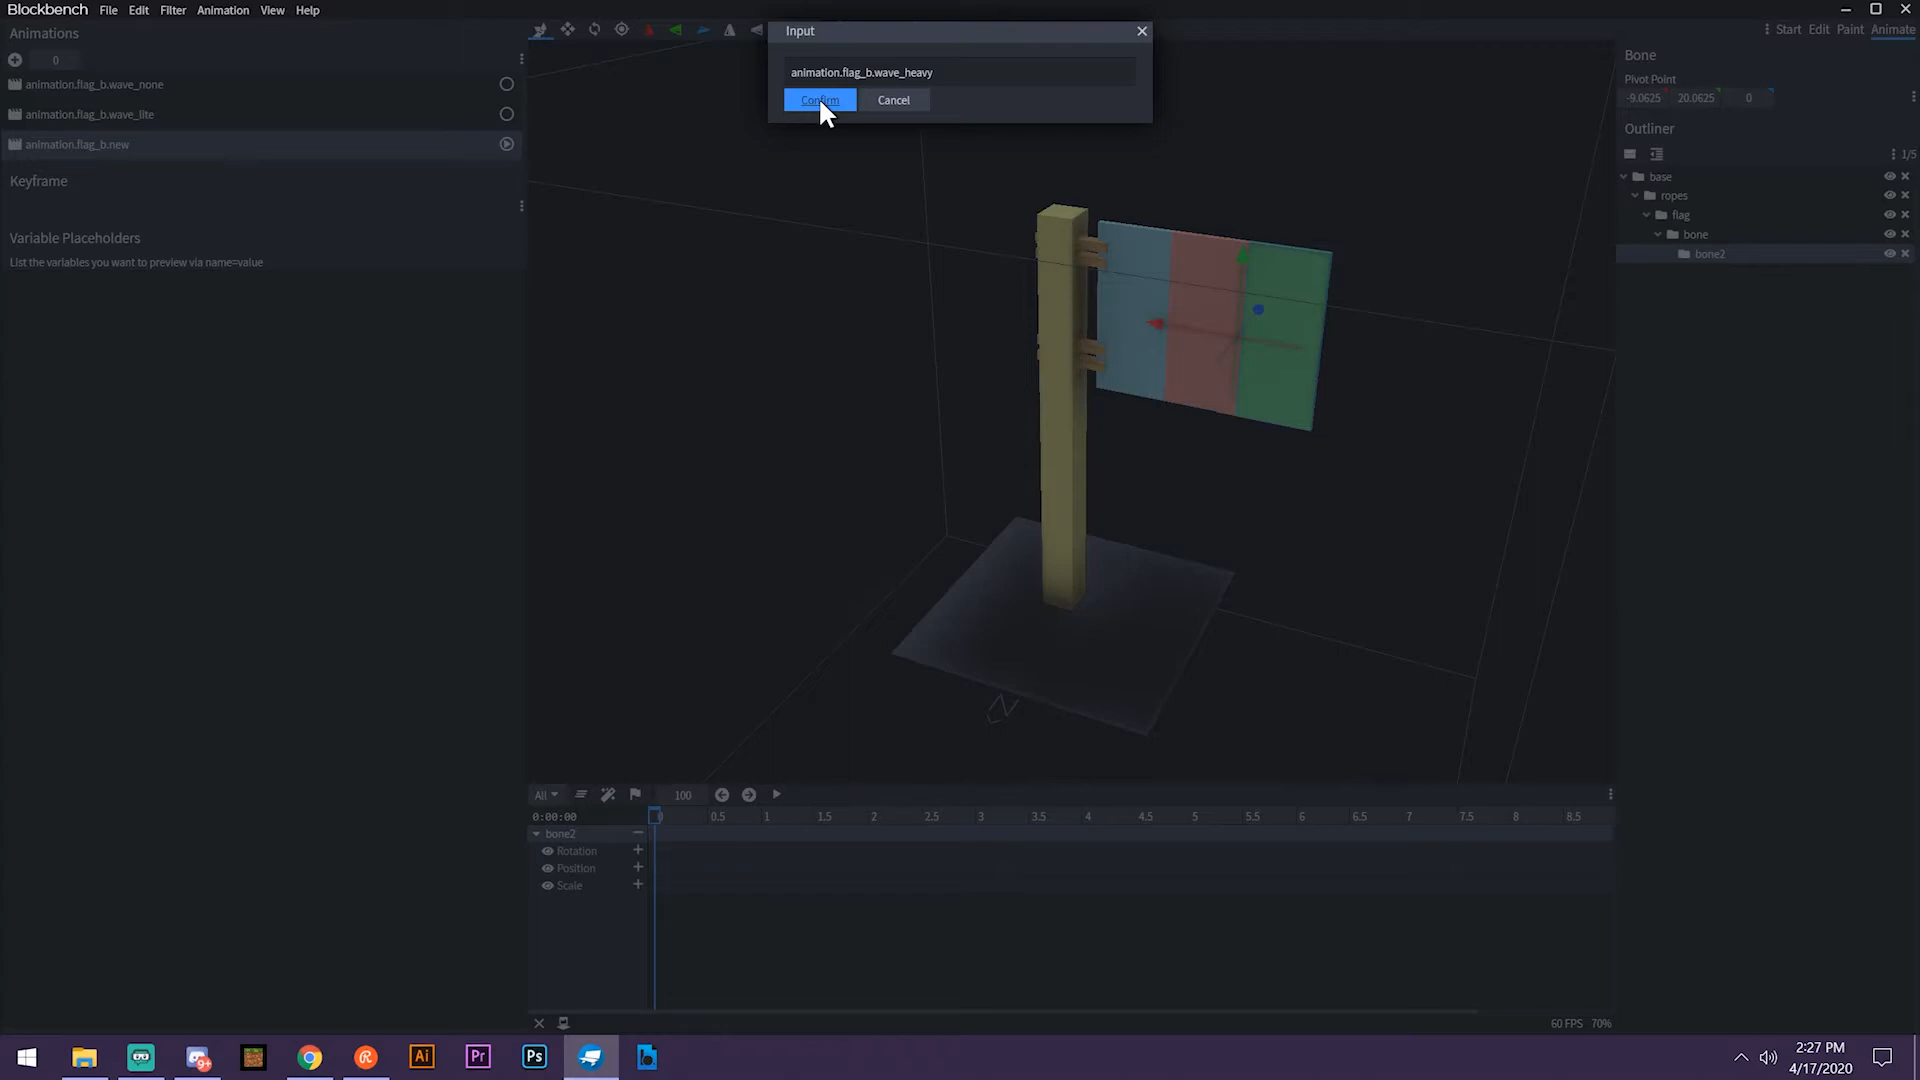 Blockbench File Edit Filter Animation View Help
Animations
0
animation.flag_b.wave_none
animation.flag_b.wave_lite
animation.flag_b.new
Keyframe
Variable Placeholders
List the variables you want to preview via name=value
Input
animation.flag_b.wave_heavy
Confirm Cancel
Start Edit Paint Animate
Bone
Pivot Point
-9.0625 20.0625 0
Outliner
1/5
base
ropes
flag
bone
bone2
N
All 100
0:00:00 0 0.5 1 1.5 2 2.5 3 3.5 4 4.5 5 5.5 6 6.5 7 7.5 8 8.5
bone2
Rotation
Position
Scale
60 FPS 70%
9+ Ai Pr Ps
2:27 PM
4/17/2020